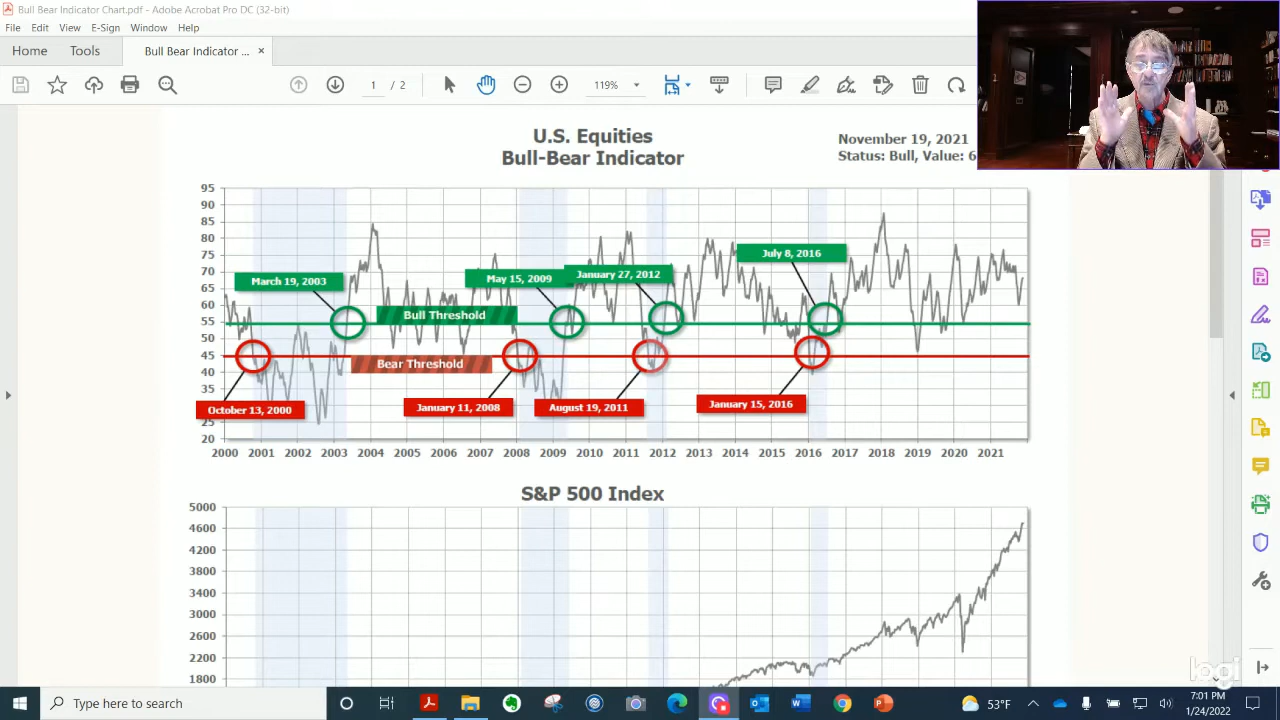 Bull Bear Indicator Chart.pdf - Adobe Acrobat Pro DC (32-bit)
File Edit View E-Sign Window Help
Home Tools Bull Bear Indicator ... ×
1 / 2 119%
U.S. Equities
Bull-Bear Indicator
November 19, 2021
Status: Bull, Value: 6
95
90
85
80
75
70
65
60
55
50
45
40
35
25
20
March 19, 2003
May 15, 2009
January 27, 2012
July 8, 2016
Bull Threshold
Bear Threshold
October 13, 2000
January 11, 2008
August 19, 2011
January 15, 2016
2000 2001 2002 2003 2004 2005 2006 2007 2008 2009 2010 2011 2012 2013 2014 2015 2016 2017 2018 2019 2020 2021
S&P 500 Index
5000
4600
4200
3800
3400
3000
2600
2200
1800
logi
Type here to search
53°F
7:01 PM
1/24/2022